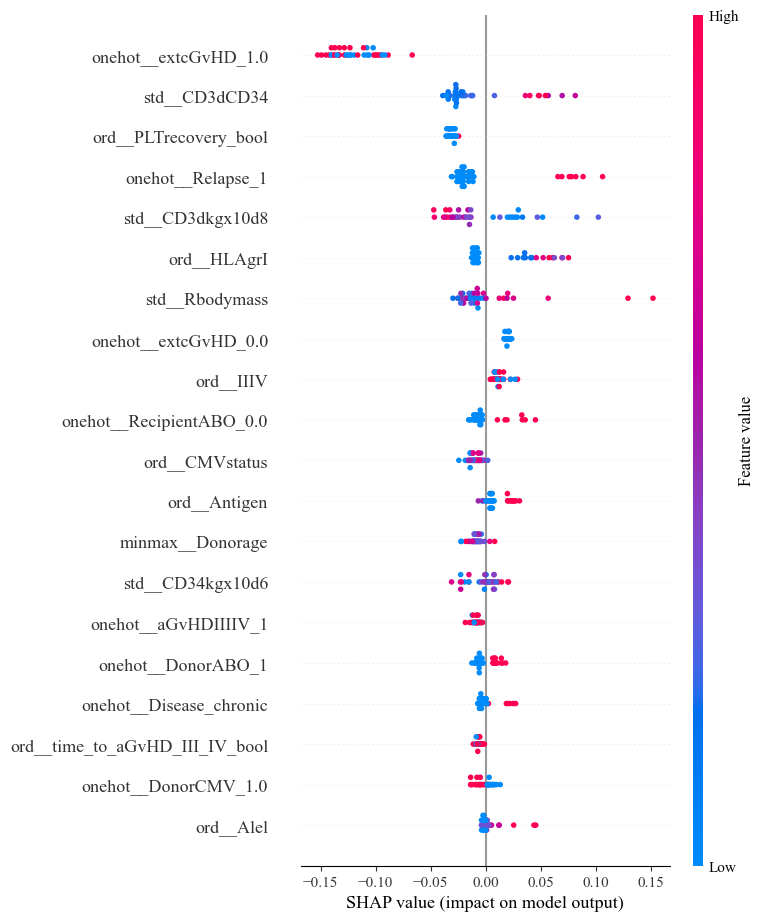 High
onehot__extcGvHD_1.0
std__CD3dCD34
ord__PLTrecovery_bool
onehot__Relapse_1
std__CD3dkgx10d8
ord__HLAgrI
std__Rbodymass
onehot__extcGvHD_0.0
ord__IIIV
onehot__RecipientABO_0.0
ord__CMVstatus
ord__Antigen
minmax__Donorage
std__CD34kgx10d6
onehot__aGvHDIIIIV_1
onehot__DonorABO_1
onehot__Disease_chronic
ord__time_to_aGvHD_III_IV_bool
onehot__DonorCMV_1.0
ord__Alel
Feature value
Low
−0.15 −0.10 −0.05 0.00 0.05 0.10 0.15
SHAP value (impact on model output)